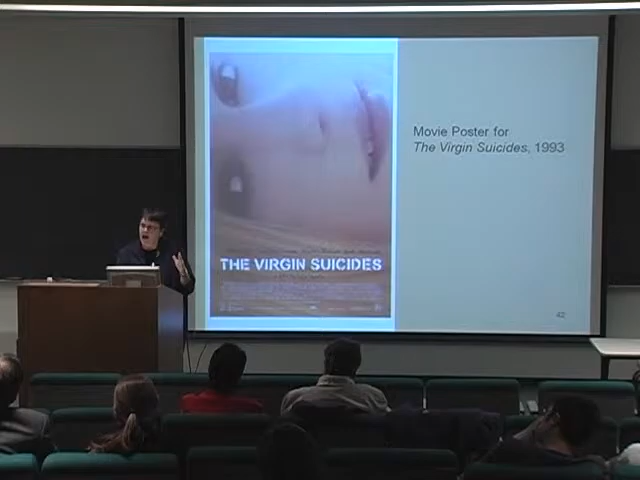 Movie Poster for
The Virgin Suicides, 1993
THE VIRGIN SUICIDES
42